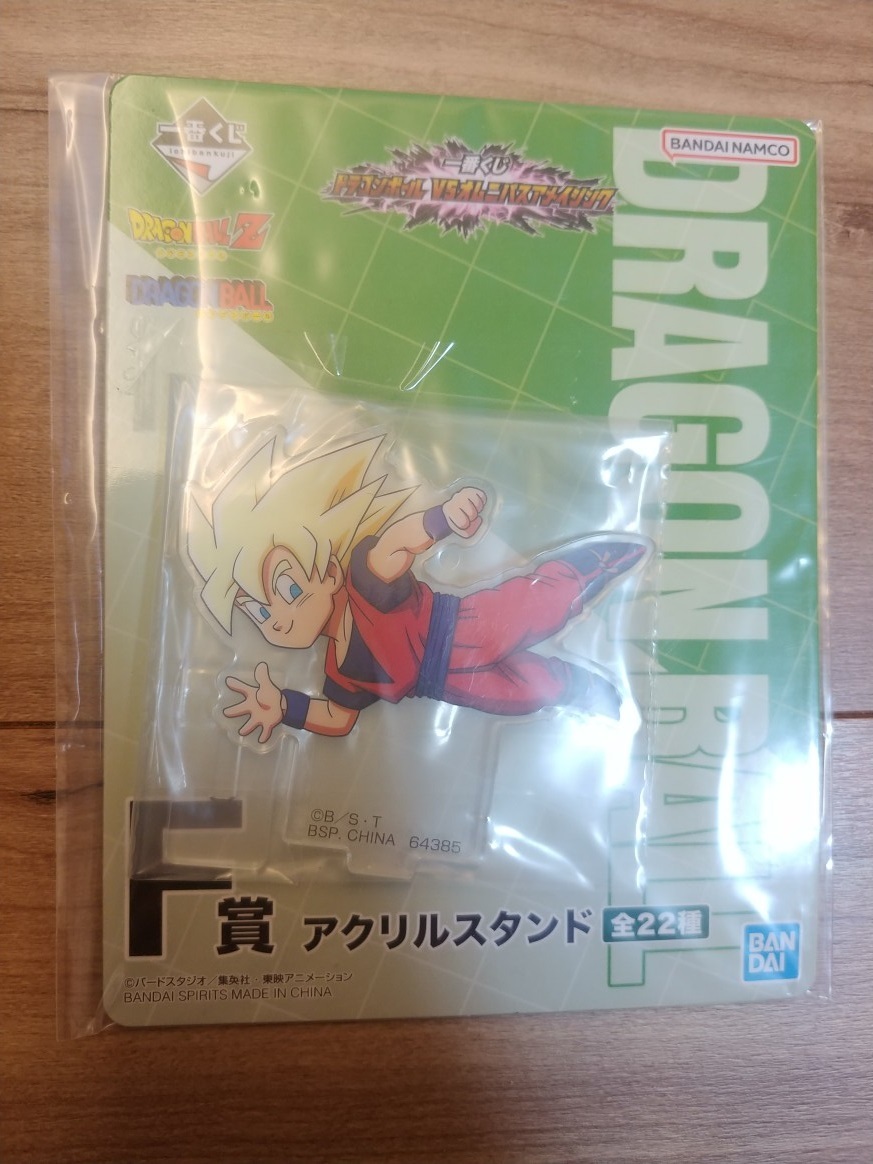 一番くじ
ichibankuji
BANDAI NAMCO
一番くじ
ドラゴンボール VSオムニバスアメイジング
DRAGON BALL Z
DRAGON BALL
DRAGON BALL
©B/S・T
BSP. CHINA 64385
賞 アクリルスタンド 全22種
BAN
DAI
©バードスタジオ/集英社・東映アニメーション
BANDAI SPIRITS MADE IN CHINA